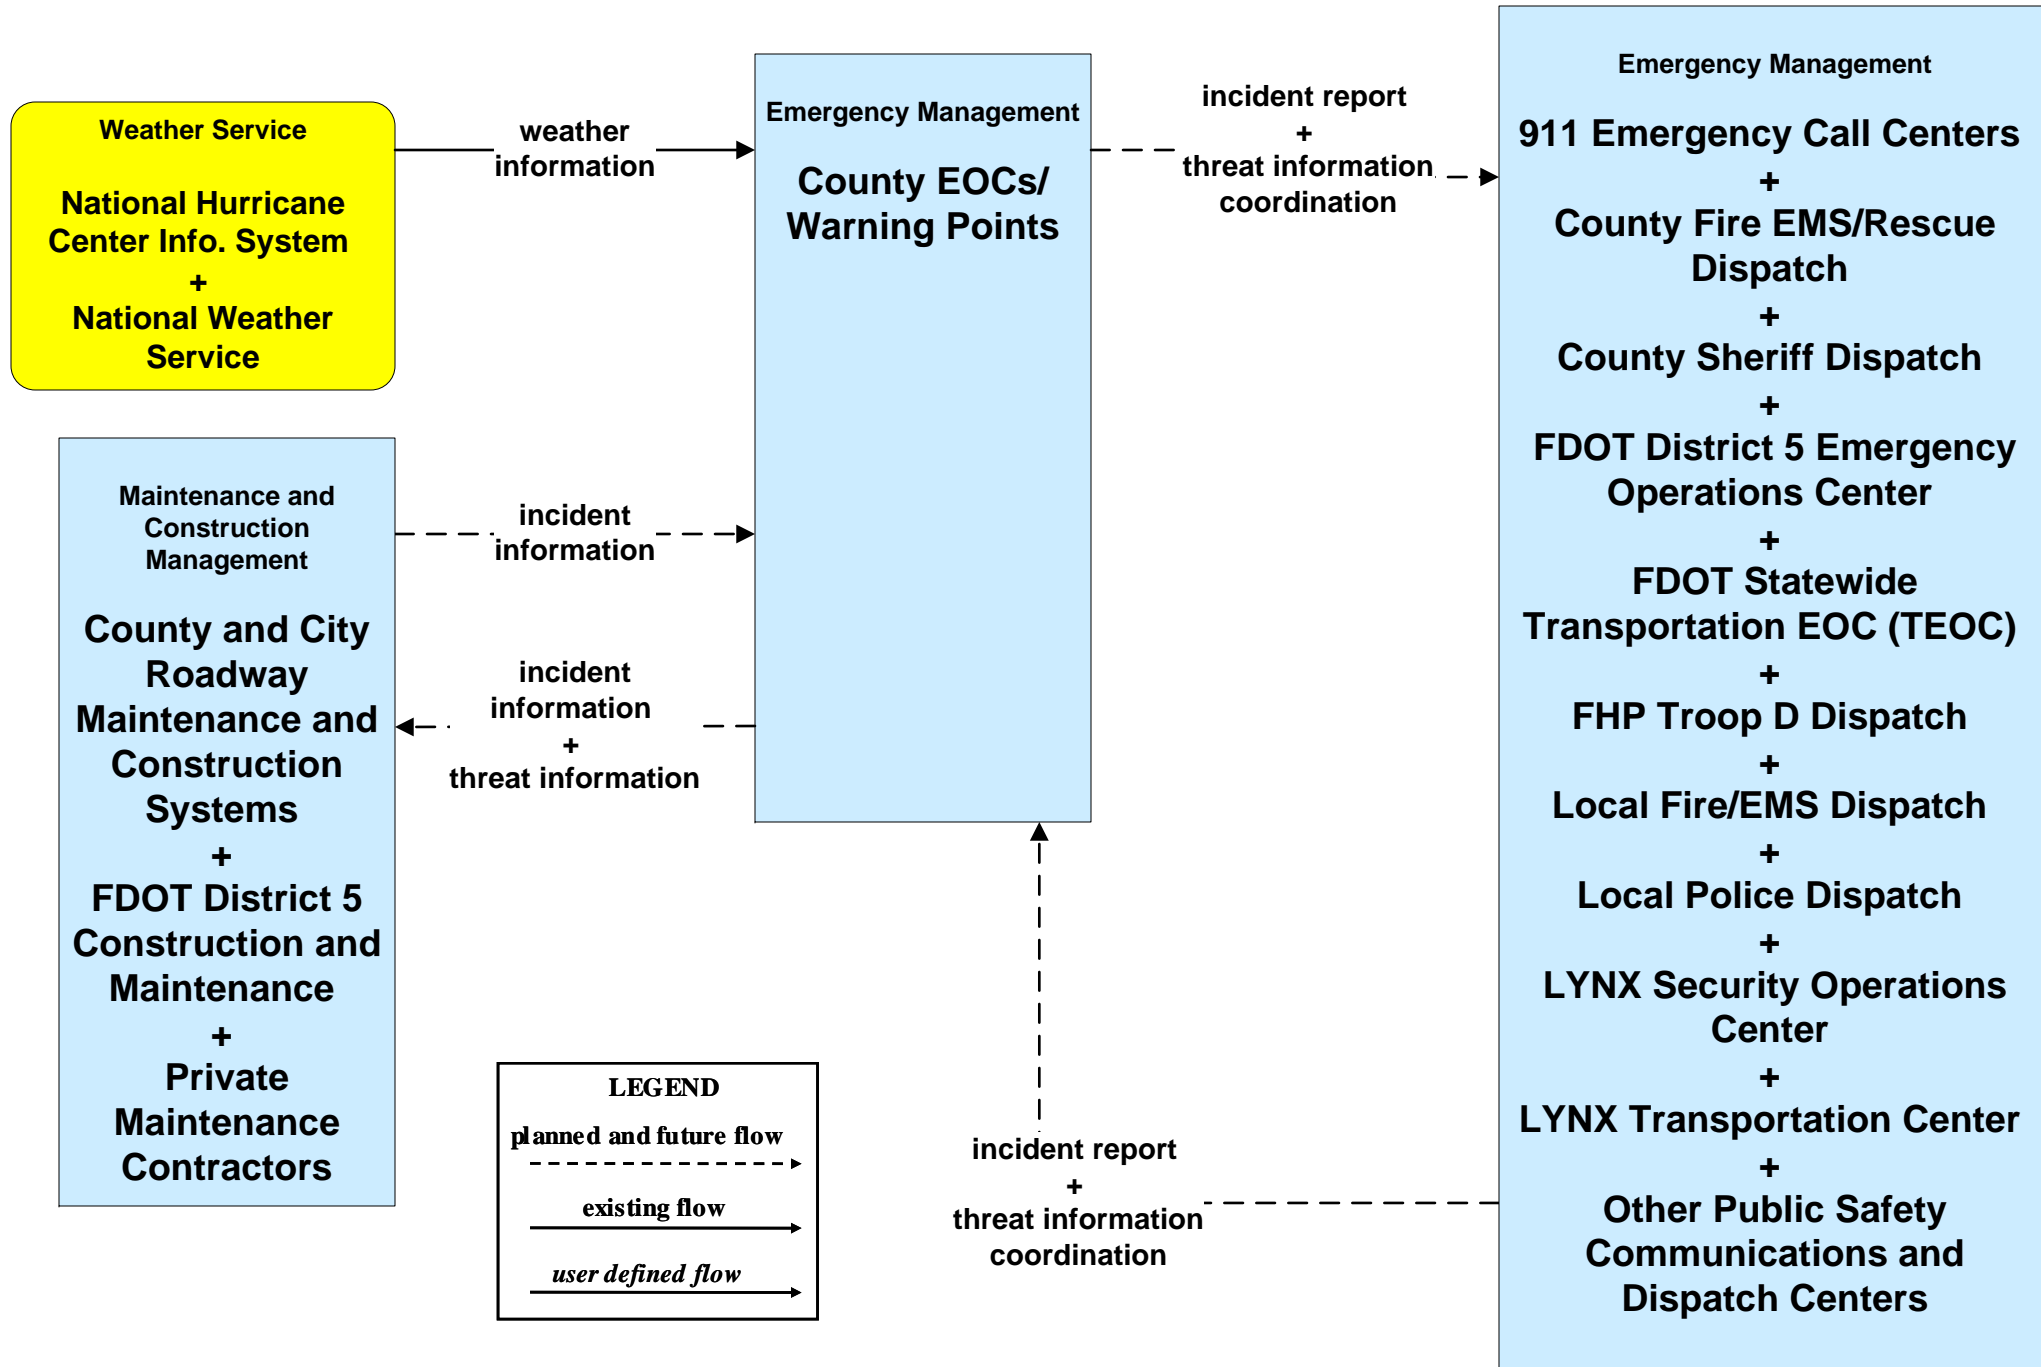 Weather Service
National Hurricane
Center Info. System
+
National Weather
Service
weather
information
Emergency Management
County EOCs/
Warning Points
incident report
+
threat information
coordination
Emergency Management
911 Emergency Call Centers
+
County Fire EMS/Rescue
Dispatch
+
County Sheriff Dispatch
+
FDOT District 5 Emergency
Operations Center
+
FDOT Statewide
Transportation EOC (TEOC)
+
FHP Troop D Dispatch
+
Local Fire/EMS Dispatch
+
Local Police Dispatch
+
LYNX Security Operations
Center
+
LYNX Transportation Center
+
Other Public Safety
Communications and
Dispatch Centers
Maintenance and
Construction
Management
County and City
Roadway
Maintenance and
Construction
Systems
+
FDOT District 5
Construction and
Maintenance
+
Private
Maintenance
Contractors
incident
information
incident
information
+
threat information
incident report
+
threat information
coordination
LEGEND
planned and future flow
existing flow
user defined flow